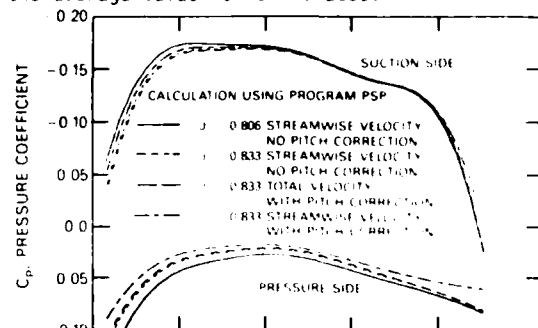 - 0.20
- 0.15
- 0.10
0.05
0.0
0.05
0.10
Cp, PRESSURE COEFFICIENT
SUCTION SIDE
CALCULATION USING PROGRAM PSP
0.806 STREAMWISE VELOCITY
NO PITCH CORRECTION
0.833 STREAMWISE VELOCITY
NO PITCH CORRECTION
0.833 TOTAL VELOCITY
WITH PITCH CORRECTION
0.833 STREAMWISE VELOCITY
WITH PITCH CORRECTION
PRESSURE SIDE